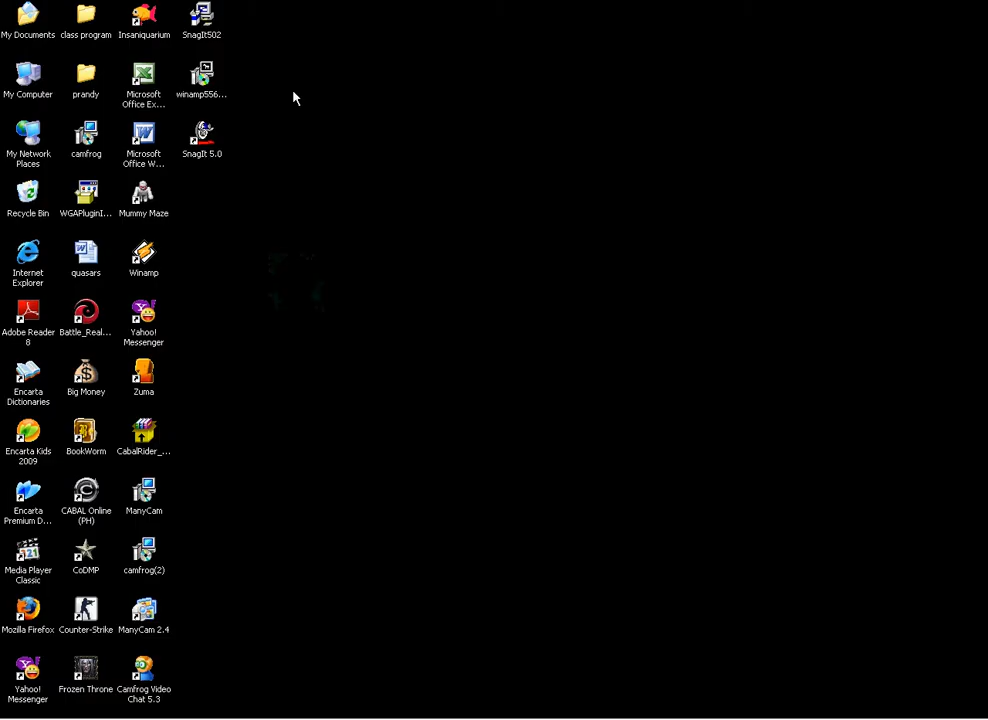 My Documents
class program
Insaniquarium
SnagIt502
My Computer
prandy
Microsoft
Office Ex...
winamp556...
My Network
Places
camfrog
Microsoft
Office W...
SnagIt 5.0
Recycle Bin
WGAPluginI...
Mummy Maze
Internet
Explorer
quasars
Winamp
Adobe Reader
8
Battle_Real...
Yahoo!
Messenger
Encarta
Dictionaries
Big Money
Zuma
Encarta Kids
2009
BookWorm
CabalRider_...
Encarta
Premium D...
CABAL Online
(PH)
ManyCam
Media Player
Classic
CoDMP
camfrog(2)
Mozilla Firefox
Counter-Strike
ManyCam 2.4
Yahoo!
Messenger
Frozen Throne
Camfrog Video
Chat 5.3